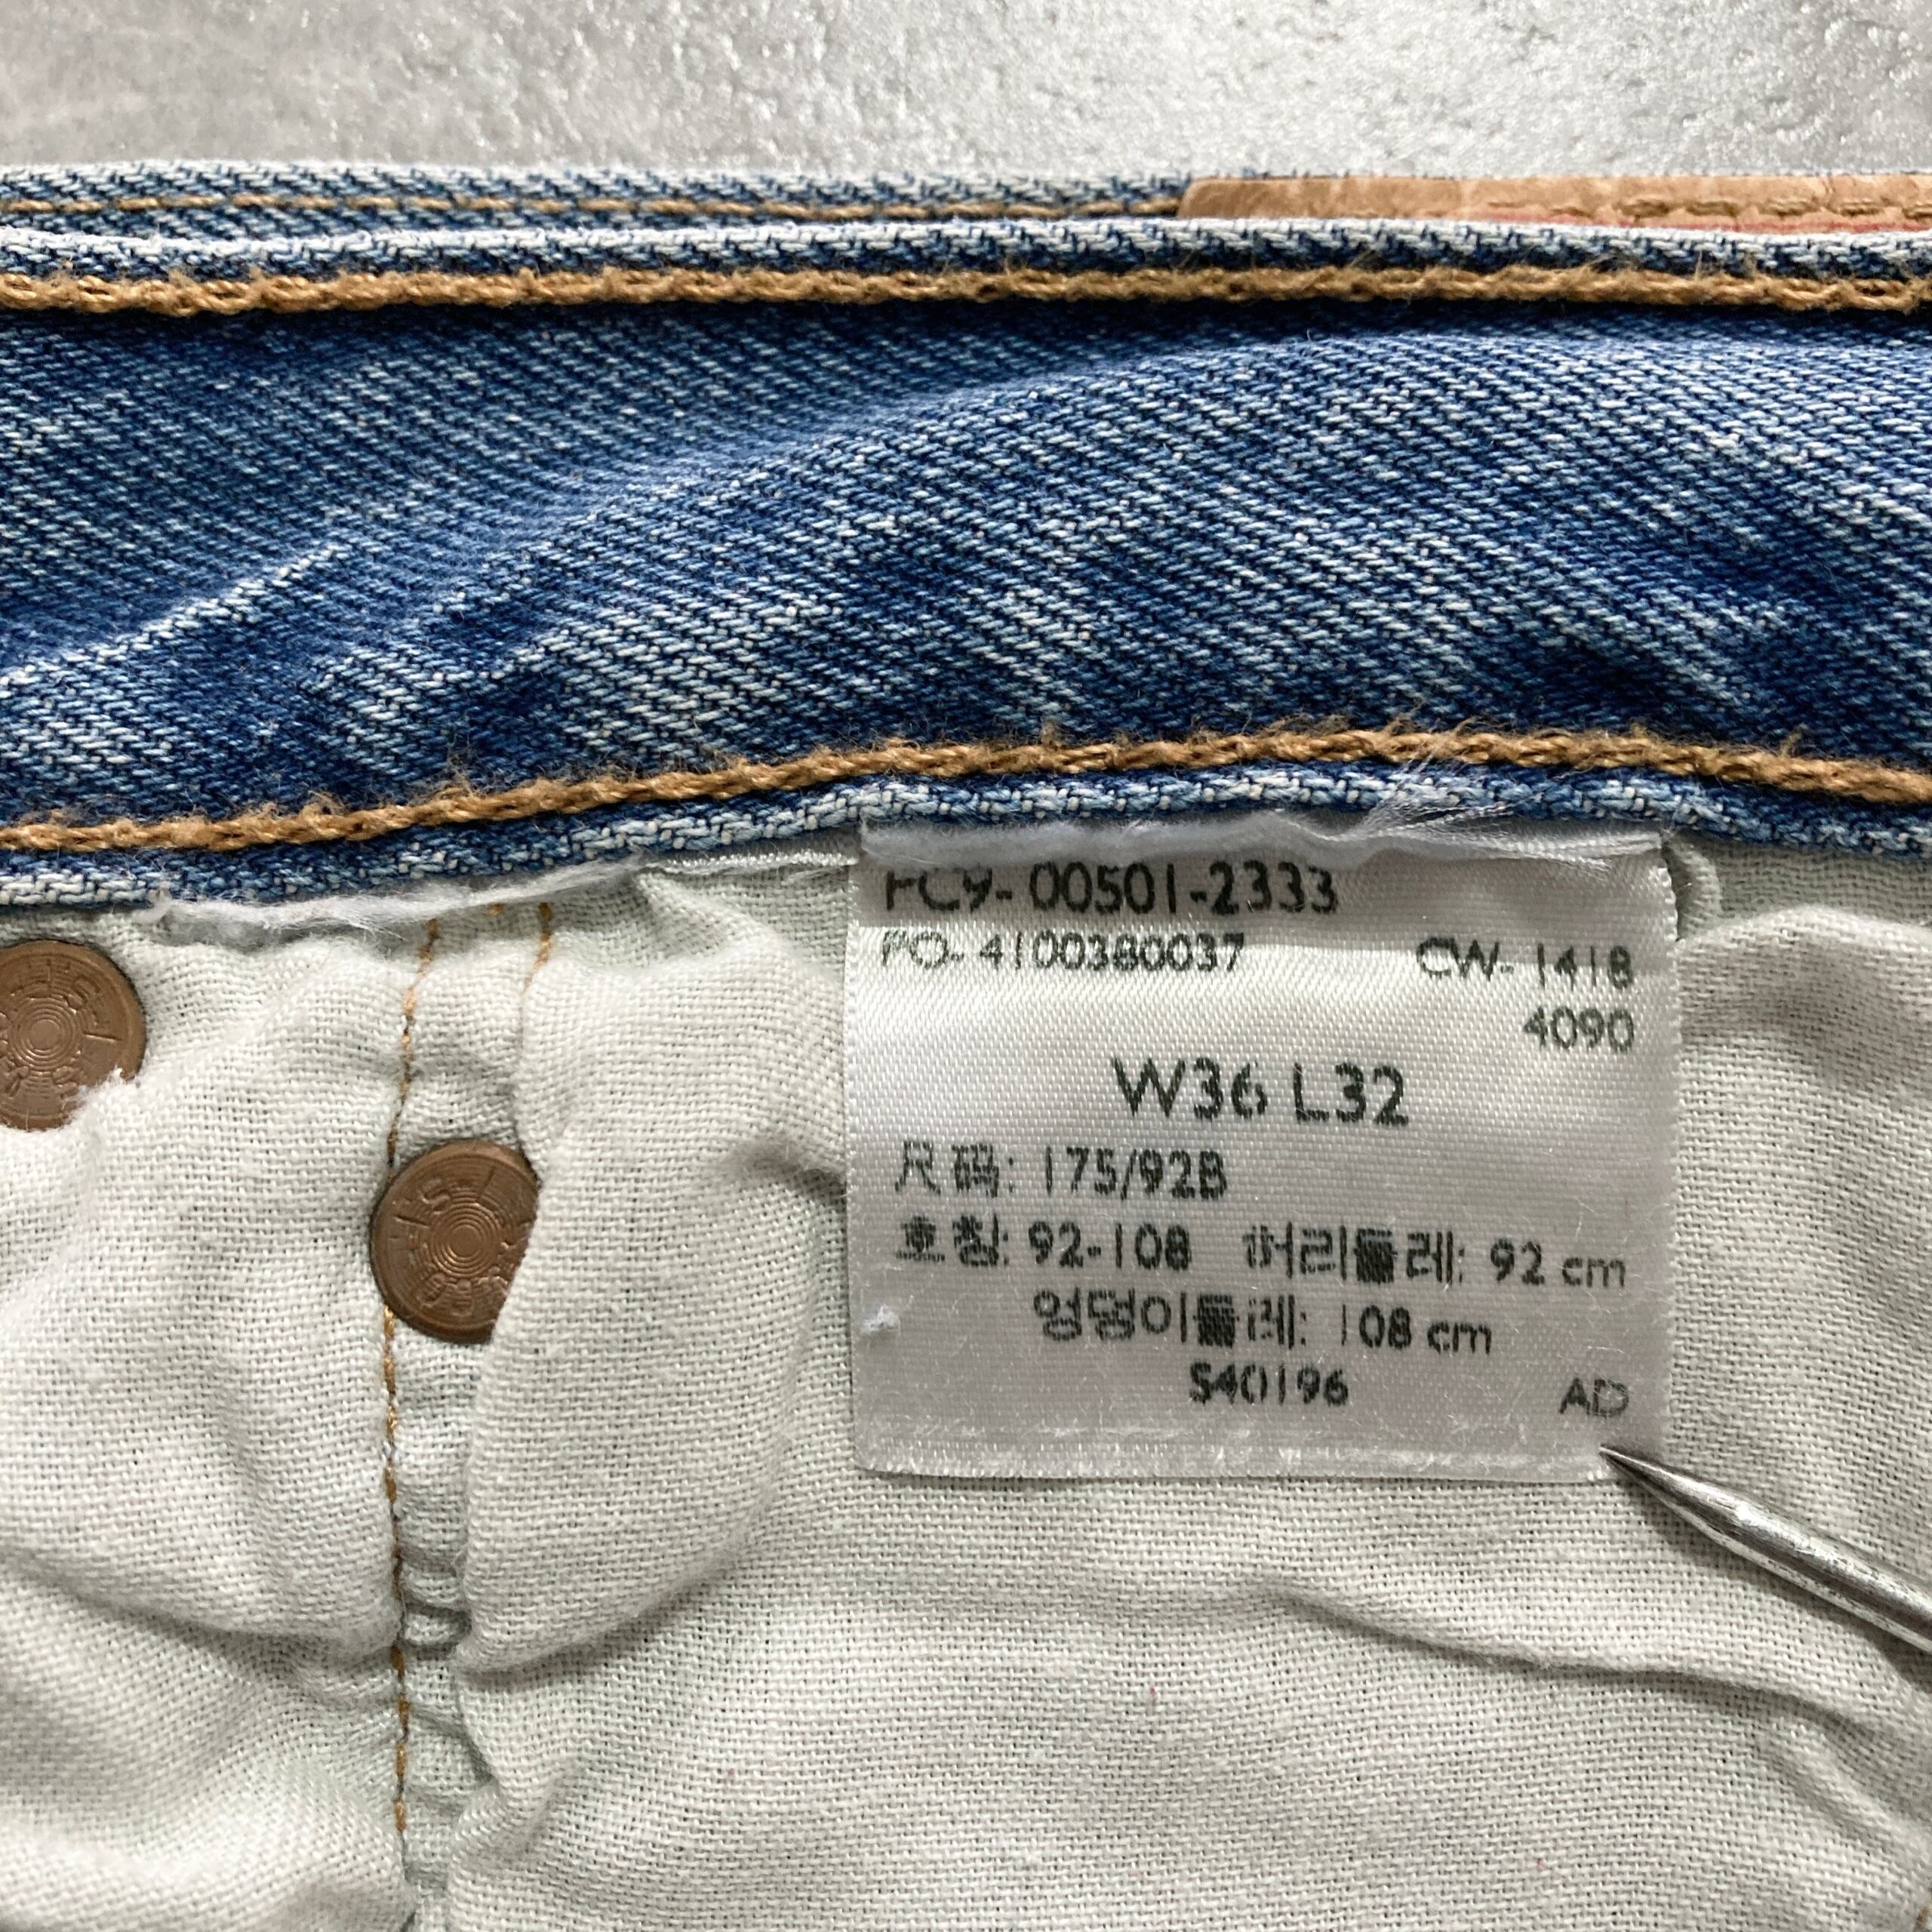 PC9-00501-2333
PO-4100380037 CW-1418
4090
W36 L32
尺码: 175/92B
호칭: 92-108 허리둘레: 92 cm
엉덩이둘레: 108 cm
S40196 AD